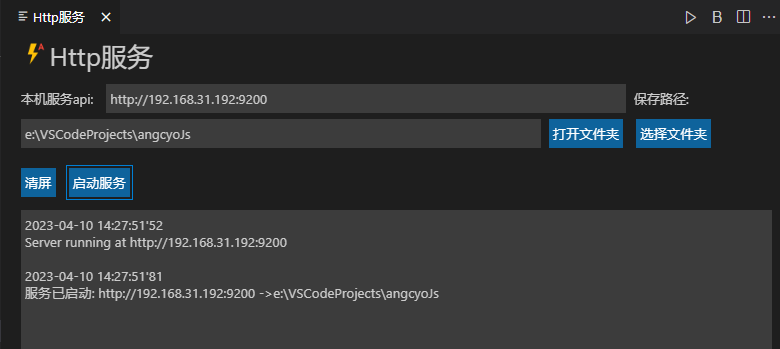 Http服务
Http服务
本机服务api: http://192.168.31.192:9200 保存路径:
e:\VSCodeProjects\angcyoJs 打开文件夹 选择文件夹
清屏 启动服务
2023-04-10 14:27:51'52
Server running at http://192.168.31.192:9200
2023-04-10 14:27:51'81
服务已启动: http://192.168.31.192:9200 ->e:\VSCodeProjects\angcyoJs